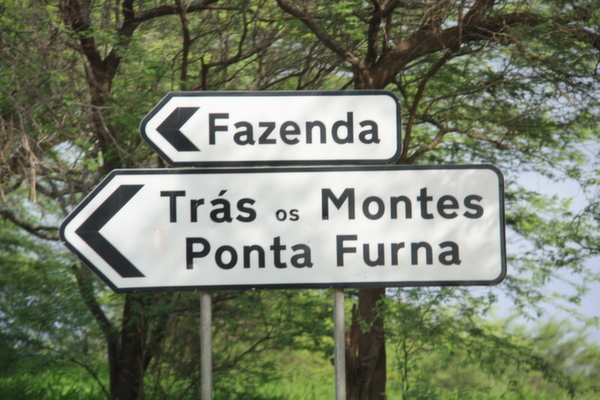 Fazenda
Trás os Montes
Ponta Furna